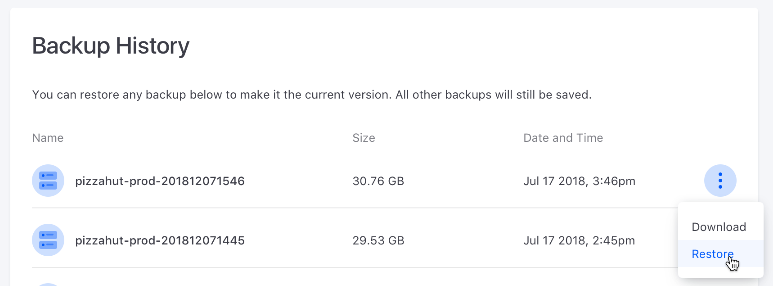 Backup History
You can restore any backup below to make it the current version. All other backups will still be saved.
Name Size Date and Time
pizzahut-prod-201812071546 30.76 GB Jul 17 2018, 3:46pm
Download
pizzahut-prod-201812071445 29.53 GB Jul 17 2018, 2:45pm
Restore